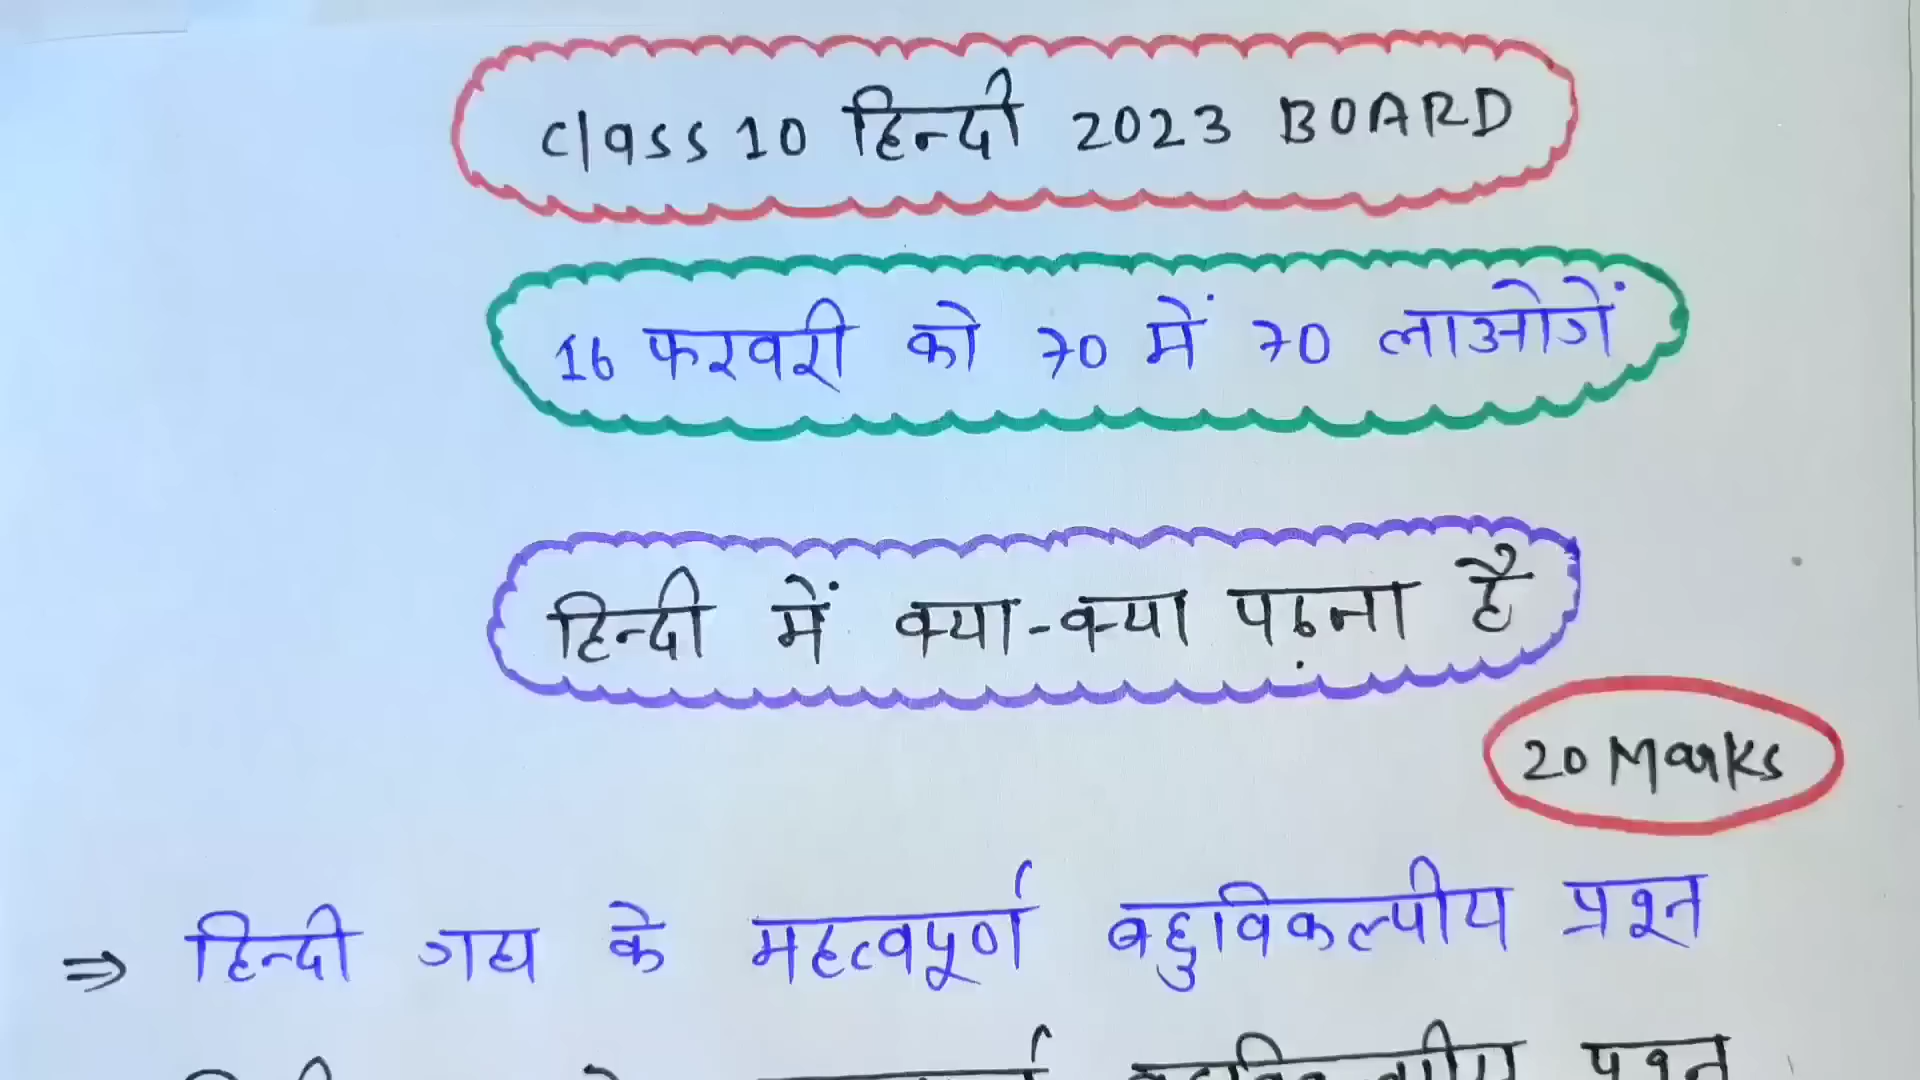 Class 10 हिन्दी 2023 BOARD
16 फरवरी को 70 में 70 लाओगें
हिन्दी में क्या-क्या पढ़ना है
20 Marks
⇒ हिन्दी गद्य के महत्वपूर्ण बहुविकल्पीय प्रश्न